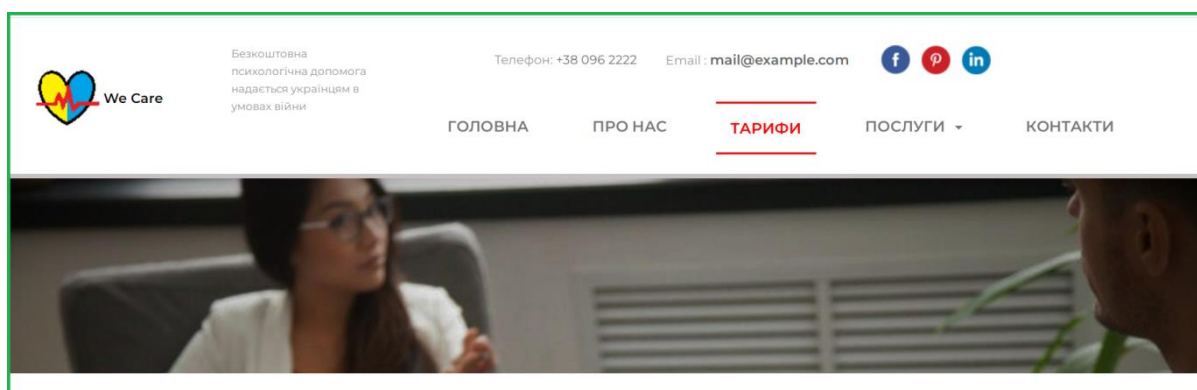 We Care
Безкоштовна
психологічна допомога
надається українцям в
умовах війни
Телефон: +38 096 2222 Email : mail@example.com
ГОЛОВНА ПРО НАС ТАРИФИ ПОСЛУГИ КОНТАКТИ